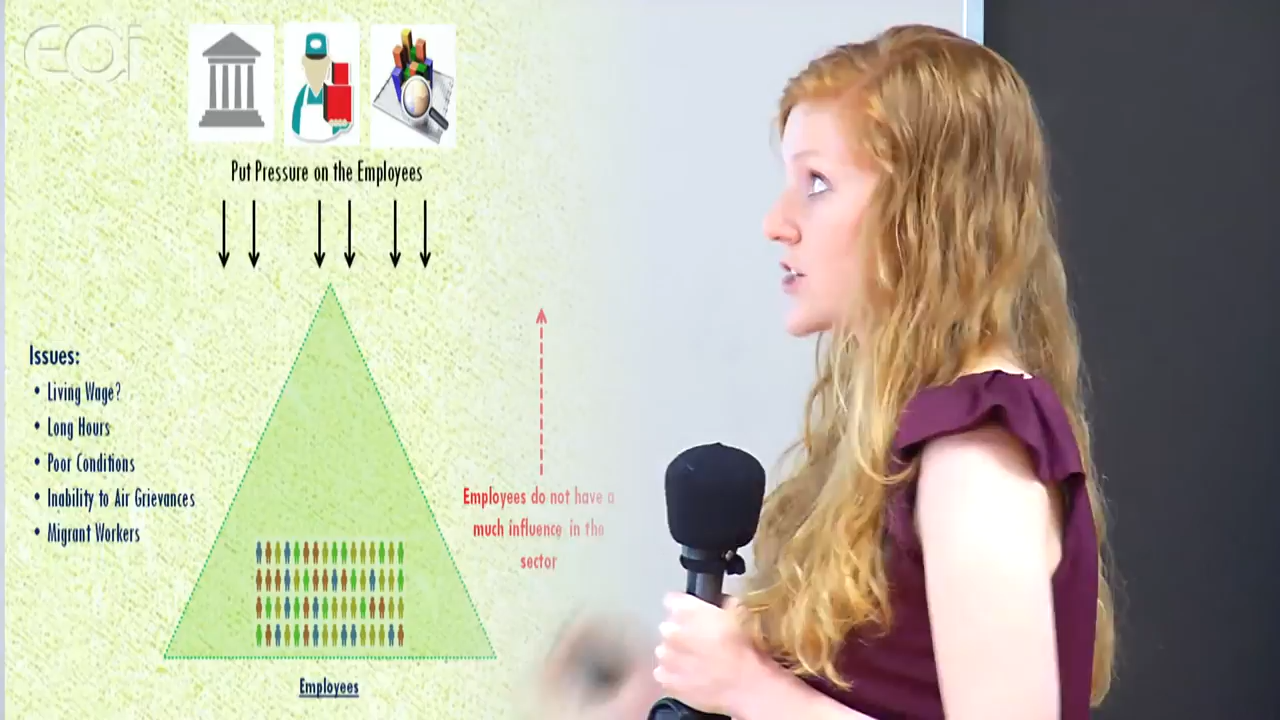 EQi
Put Pressure on the Employees
Issues:
• Living Wage?
• Long Hours
• Poor Conditions
• Inability to Air Grievances
• Migrant Workers
Employees do not have a
much influence in the
sector
Employees